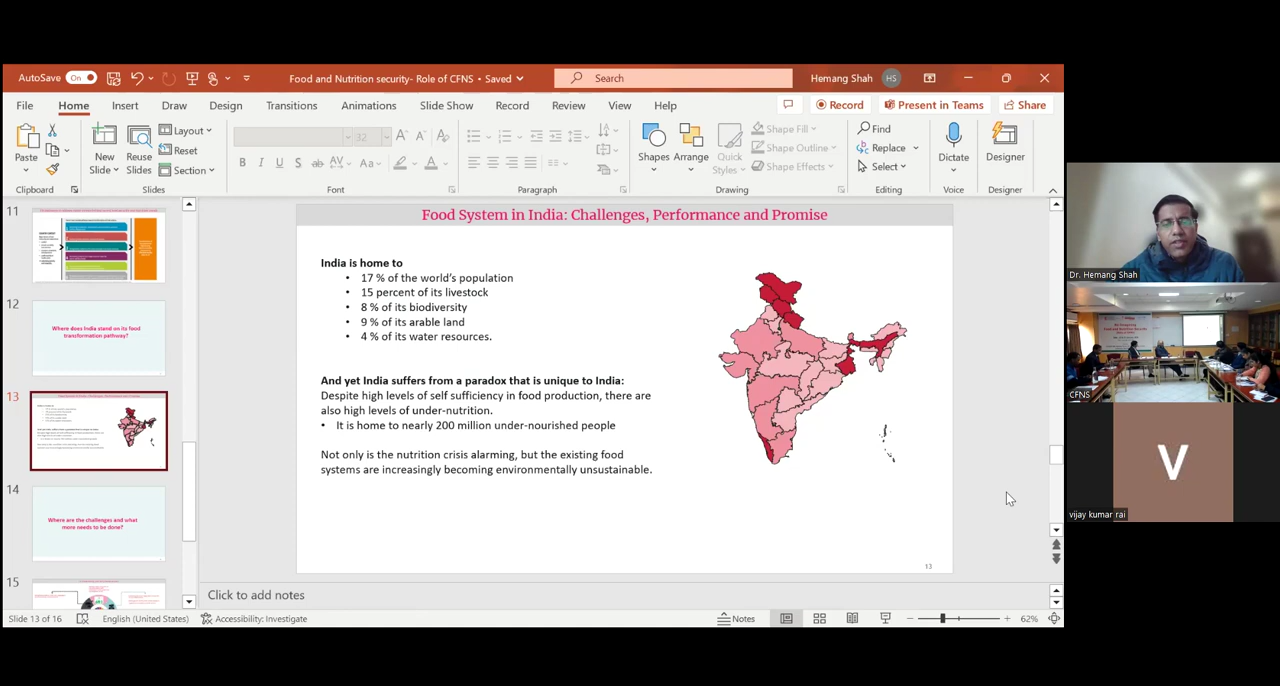 AutoSave On
Food and Nutrition security- Role of CFNS • Saved
Search
Hemang Shah HS
File Home Insert Draw Design Transitions Animations Slide Show Record Review View Help
Record Present in Teams Share
Paste
Clipboard
New Slide
Reuse Slides
Layout
Reset
Section
Slides
32
Font
Paragraph
Shapes
Arrange
Quick Styles
Shape Fill
Shape Outline
Shape Effects
Drawing
Find
Replace
Select
Editing
Dictate
Voice
Designer
Designer
11
12
Where does India stand on its food
transformation pathway?
13
14
Where are the challenges and what
more needs to be done?
15
Food System in India: Challenges, Performance and Promise
India is home to
• 17 % of the world's population
• 15 percent of its livestock
• 8 % of its biodiversity
• 9 % of its arable land
• 4 % of its water resources.
And yet India suffers from a paradox that is unique to India:
Despite high levels of self sufficiency in food production, there are
also high levels of under-nutrition.
• It is home to nearly 200 million under-nourished people
Not only is the nutrition crisis alarming, but the existing food
systems are increasingly becoming environmentally unsustainable.
13
Click to add notes
Slide 13 of 16 English (United States) Accessibility: Investigate Notes 62%
Dr. Hemang Shah
CFNS
V
vijay kumar rai